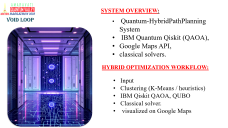 VOID LOOP
SYSTEM OVERVIEW:
• Quantum-HybridPathPlanning
System
• IBM Quantum Qiskit (QAOA),
• Google Maps API,
• classical solvers.
HYBRID OPTIMIZATION WORKFLOW:
• Input
• Clustering (K-Means / heuristics)
• IBM Qiskit QAOA, QUBO
• Classical solver.
• visualized on Google Maps